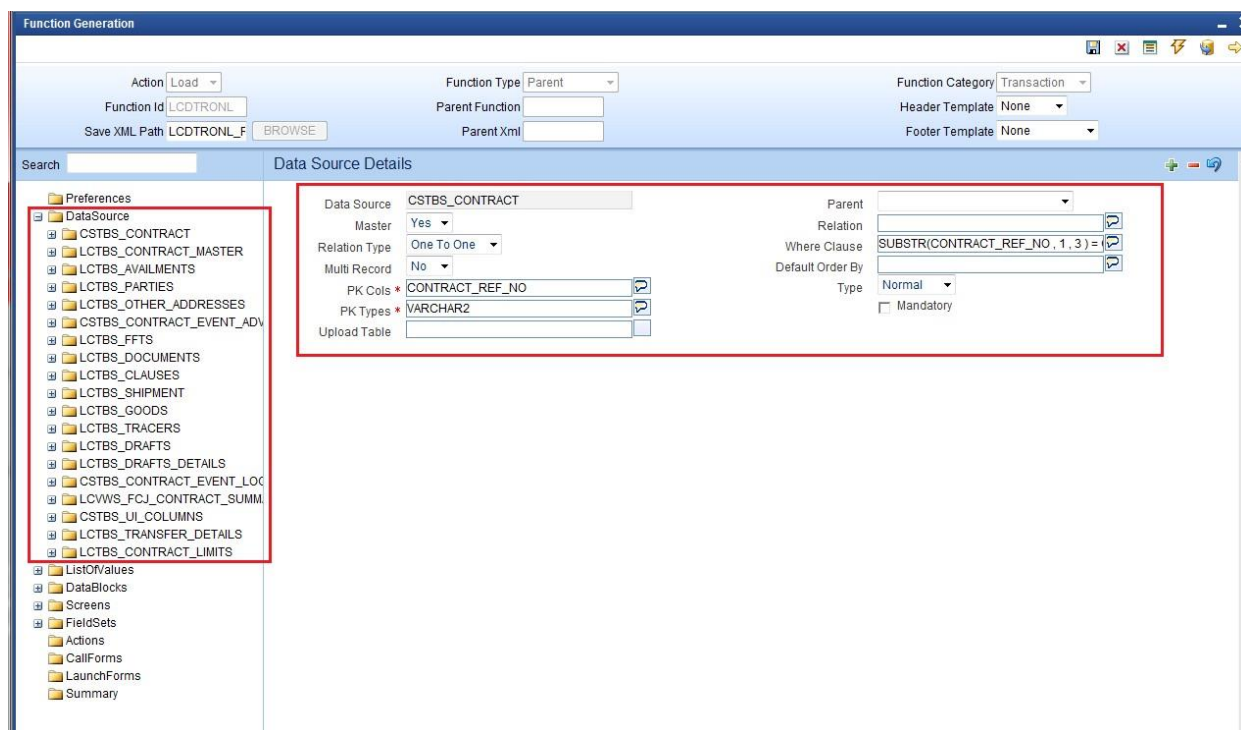 Function Generation
Action Load
Function Type Parent
Function Category Transaction
Function Id LCDTRONL
Parent Function
Header Template None
Save XML Path LCDTRONL_F BROWSE
Parent Xml
Footer Template None
Search
Data Source Details
Preferences
DataSource
CSTBS_CONTRACT
LCTBS_CONTRACT_MASTER
LCTBS_AVAILMENTS
LCTBS_PARTIES
LCTBS_OTHER_ADDRESSES
CSTBS_CONTRACT_EVENT_ADV
LCTBS_FFTS
LCTBS_DOCUMENTS
LCTBS_CLAUSES
LCTBS_SHIPMENT
LCTBS_GOODS
LCTBS_TRACERS
LCTBS_DRAFTS
LCTBS_DRAFTS_DETAILS
CSTBS_CONTRACT_EVENT_LOG
LCVWS_FCJ_CONTRACT_SUMM
CSTBS_UI_COLUMNS
LCTBS_TRANSFER_DETAILS
LCTBS_CONTRACT_LIMITS
ListOfValues
DataBlocks
Screens
FieldSets
Actions
CallForms
LaunchForms
Summary
Data Source CSTBS_CONTRACT
Master Yes
Relation Type One To One
Multi Record No
PK Cols * CONTRACT_REF_NO
PK Types * VARCHAR2
Upload Table
Parent
Relation
Where Clause SUBSTR(CONTRACT_REF_NO , 1 , 3 ) =
Default Order By
Type Normal
Mandatory